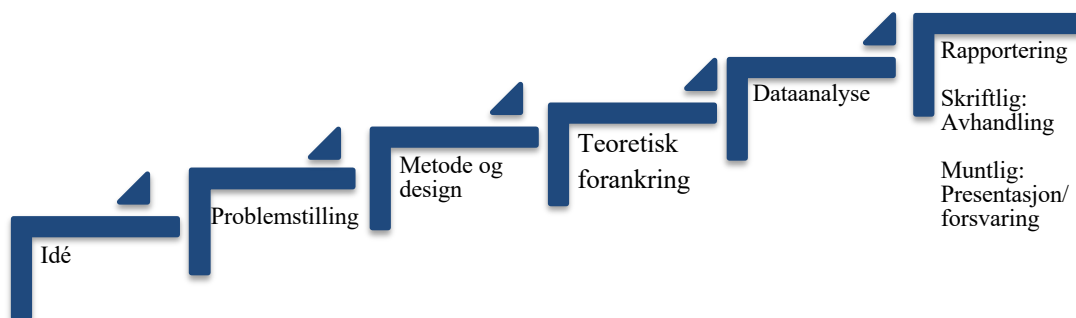 Idé
Problemstilling
Metode og
design
Teoretisk
forankring
Dataanalyse
Rapportering
Skriftlig:
Avhandling
Muntlig:
Presentasjon/
forsvaring